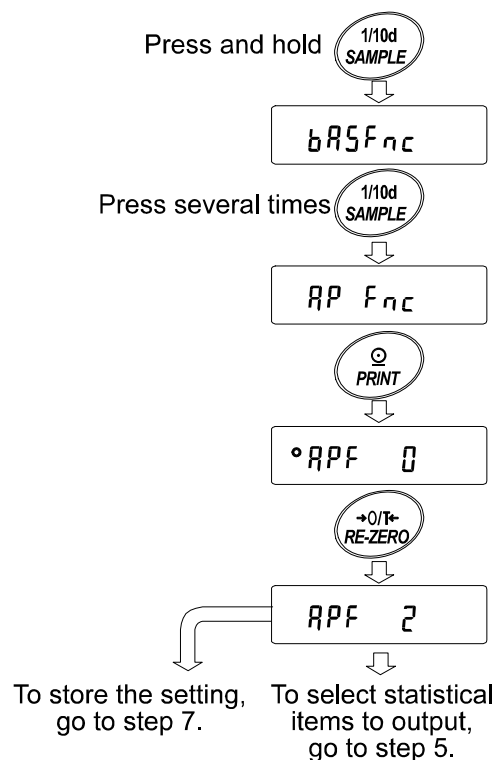 Press and hold
1/10d
SAMPLE
bASFnc
Press several times
1/10d
SAMPLE
AP Fnc
PRINT
APF 0
→0/T←
RE-ZERO
APF 2
To store the setting,
go to step 7.
To select statistical
items to output,
go to step 5.